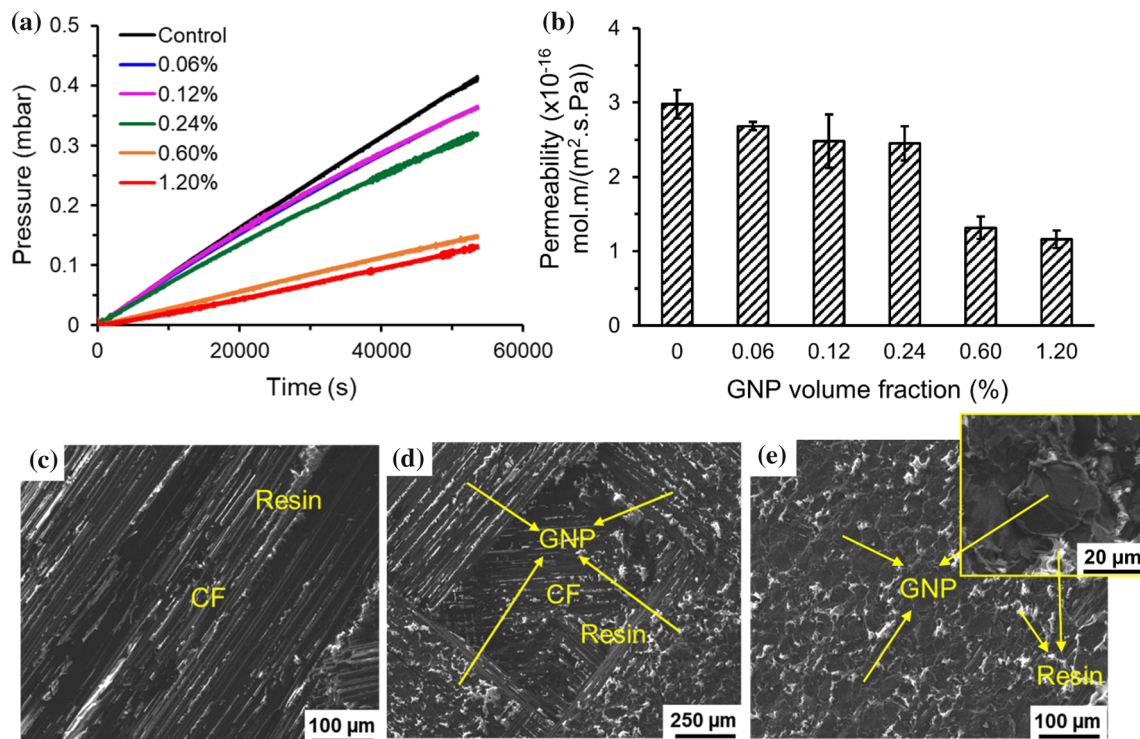 (a)
0.5
0.4
0.3
0.2
0.1
0
Pressure (mbar)
Control
0.06%
0.12%
0.24%
0.60%
1.20%
0
20000
40000
60000
Time (s)
(b)
4
3
2
1
0
Permeability (x10⁻¹⁶
mol.m/(m².s.Pa))
0
0.06
0.12
0.24
0.60
1.20
GNP volume fraction (%)
(c)
Resin
CF
100 µm
(d)
GNP
CF
Resin
250 µm
(e)
20 µm
GNP
Resin
100 µm